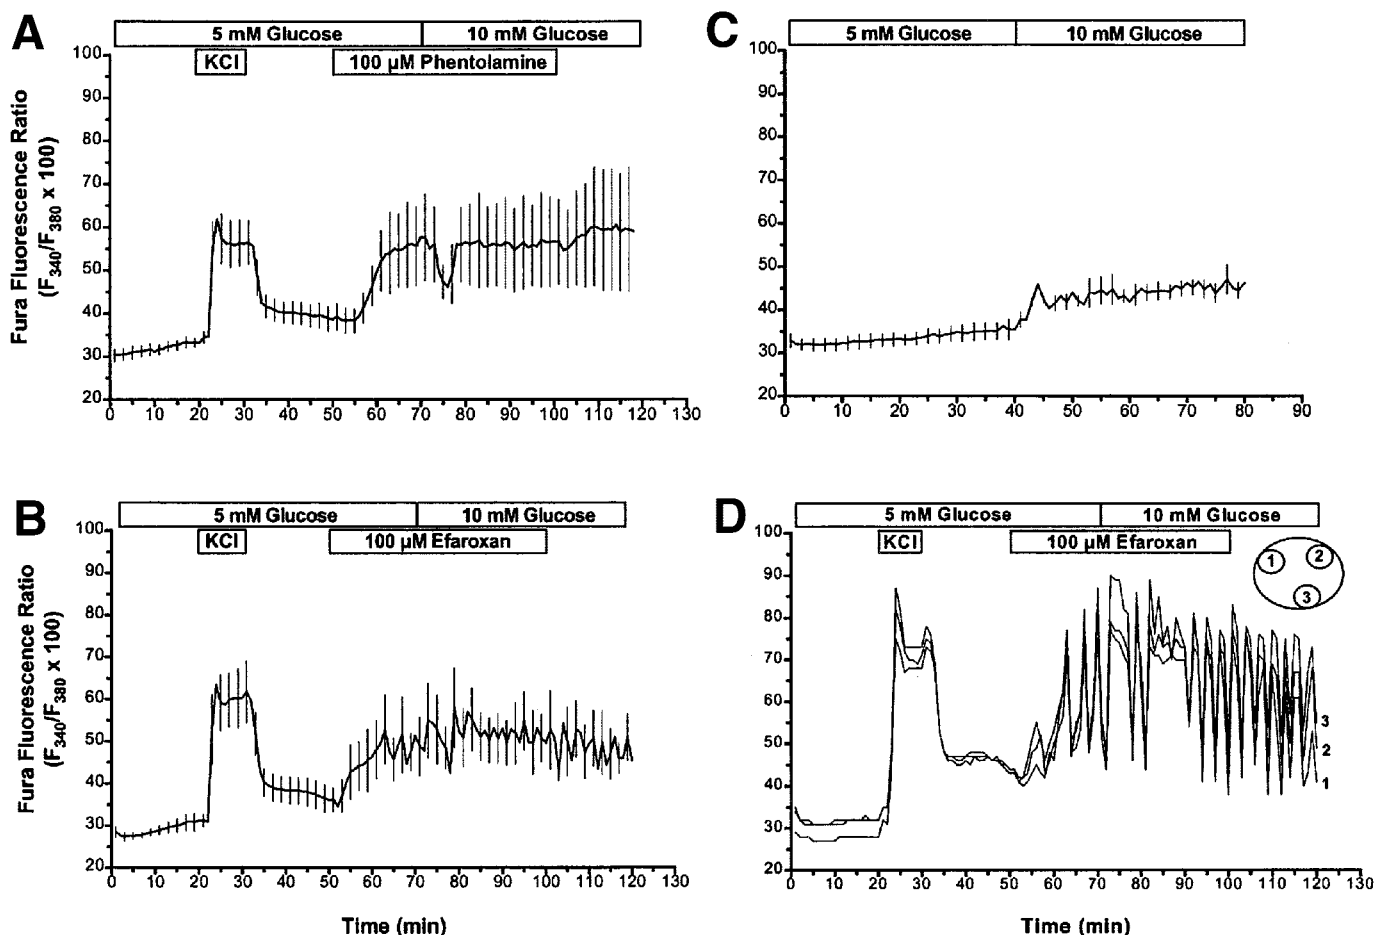 A
5 mM Glucose 10 mM Glucose
KCl 100 µM Phentolamine
Fura Fluorescence Ratio
(F340/F380 x 100)
100
90
80
70
60
50
40
30
20
0 10 20 30 40 50 60 70 80 90 100 110 120 130
C
5 mM Glucose 10 mM Glucose
100
90
80
70
60
50
40
30
20
0 10 20 30 40 50 60 70 80 90
B
5 mM Glucose 10 mM Glucose
KCl 100 µM Efaroxan
Fura Fluorescence Ratio
(F340/F380 x 100)
100
90
80
70
60
50
40
30
20
0 10 20 30 40 50 60 70 80 90 100 110 120 130
Time (min)
D
5 mM Glucose 10 mM Glucose
KCl 100 µM Efaroxan
1 2
3
100
90
80
70
60
50
40
30
20
3
2
1
0 10 20 30 40 50 60 70 80 90 100 110 120 130
Time (min)